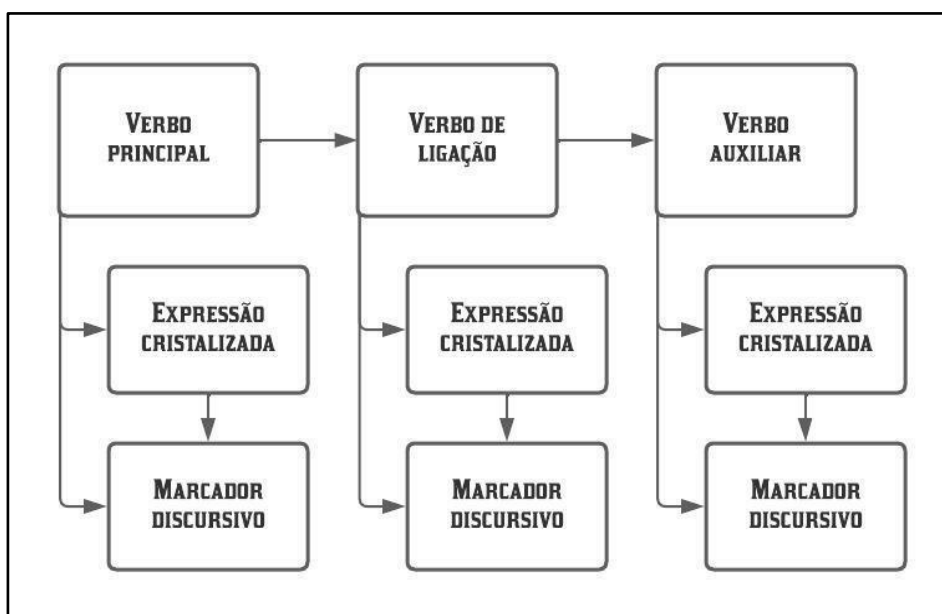 VERBO
PRINCIPAL
VERBO DE
LIGAÇÃO
VERBO
AUXILIAR
EXPRESSÃO
CRISTALIZADA
EXPRESSÃO
CRISTALIZADA
EXPRESSÃO
CRISTALIZADA
MARCADOR
DISCURSIVO
MARCADOR
DISCURSIVO
MARCADOR
DISCURSIVO